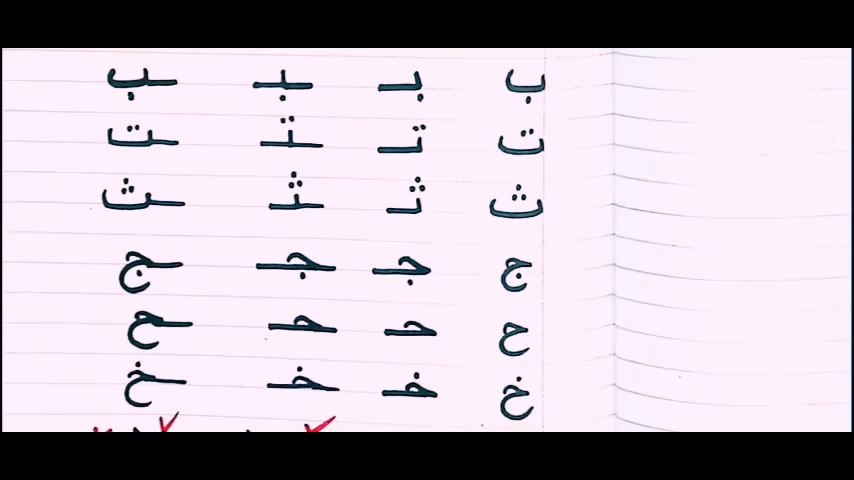 ب بـ ـبـ ـب
ت تـ ـتـ ـت
ث ثـ ـثـ ـث
ج جـ ـجـ ـج
ح حـ ـحـ ـح
خ خـ ـخـ ـخ